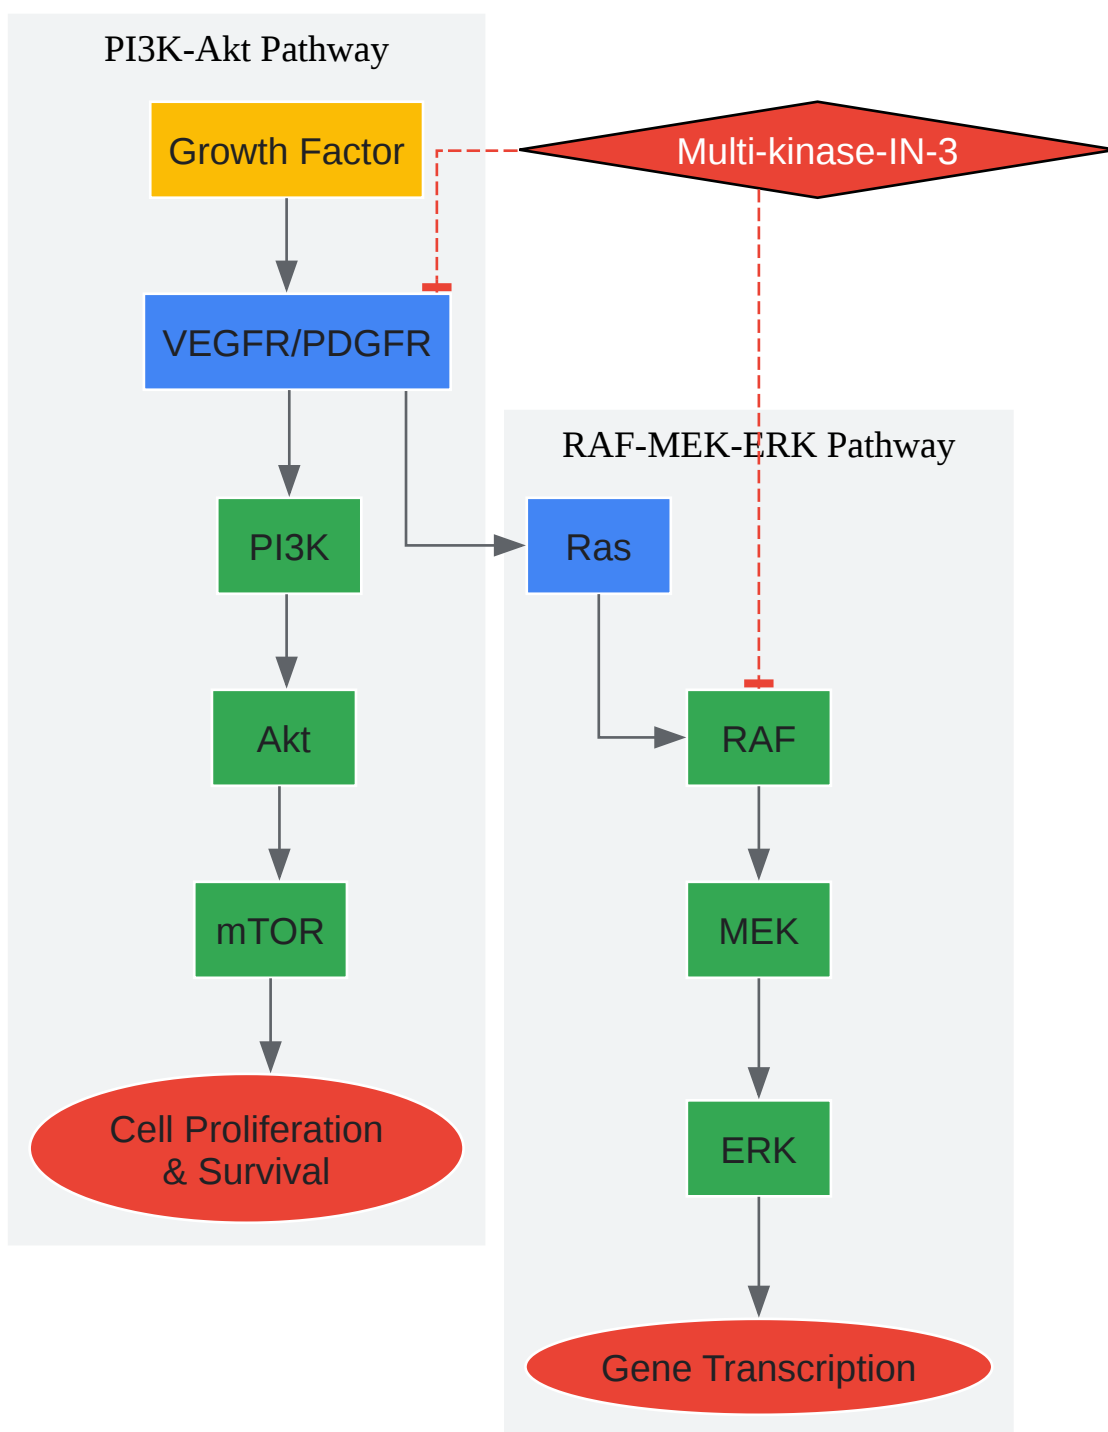 PI3K-Akt Pathway
Growth Factor
Multi-kinase-IN-3
VEGFR/PDGFR
RAF-MEK-ERK Pathway
PI3K
Ras
Akt
RAF
mTOR
MEK
Cell Proliferation
& Survival
ERK
Gene Transcription